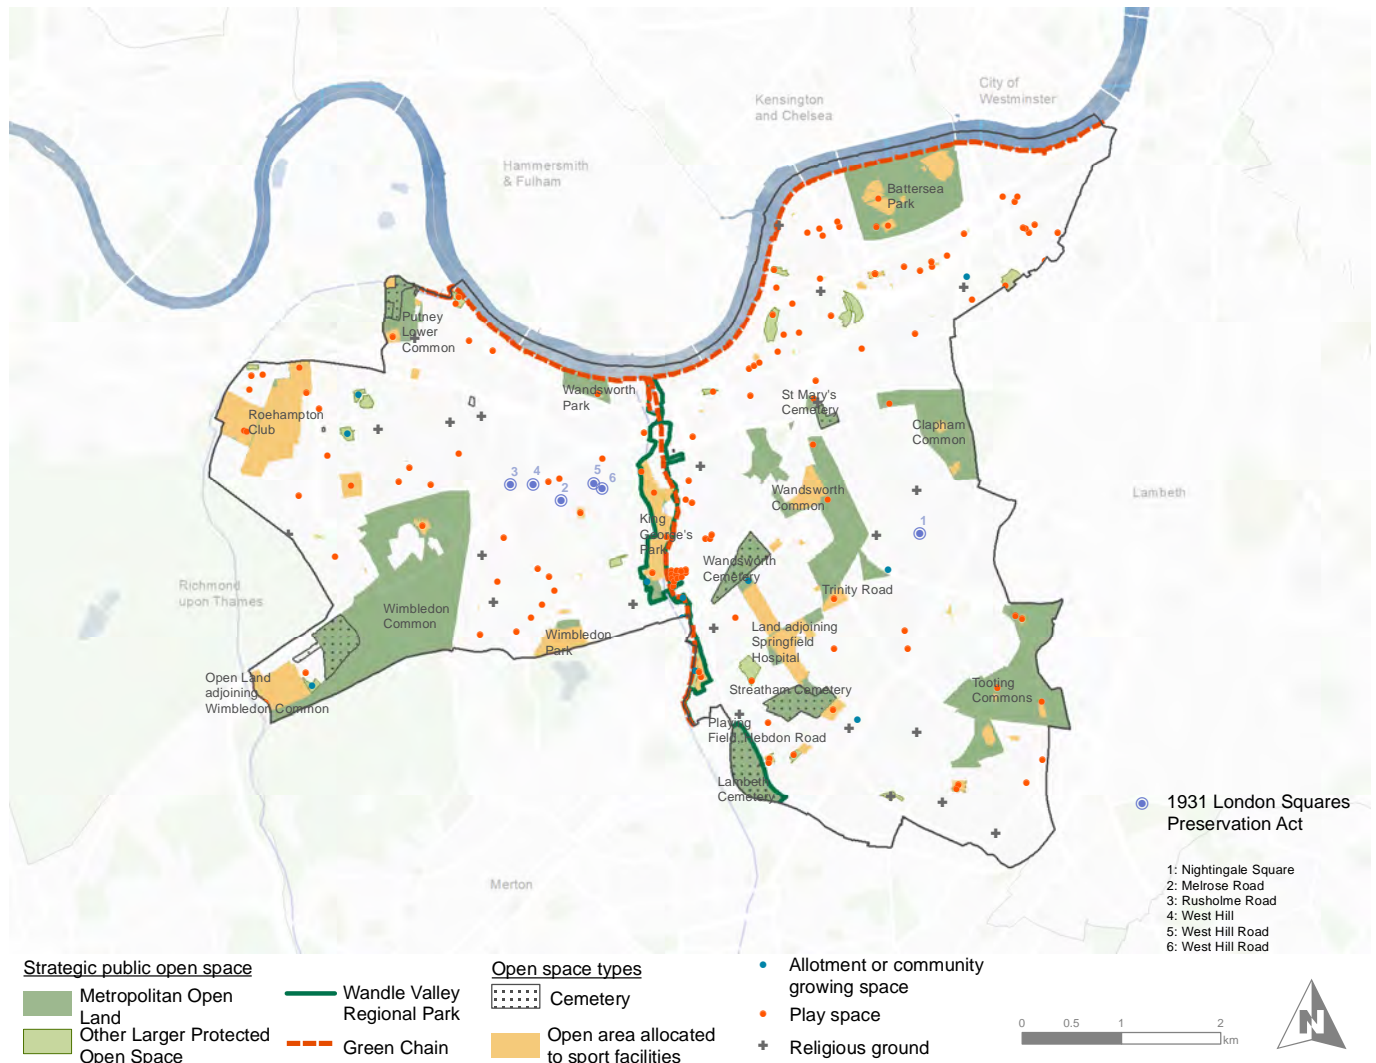 City of
Westminster
Kensington
and Chelsea
Hammersmith
& Fulham
Battersea
Park
Putney
Lower
Common
Wandsworth
Park
St Mary's
Cemetery
Roehampton
Club
Clapham
Common
3
4
5
6
2
Wandsworth
Common
Lambeth
1
King
George's
Park
Wandsworth
Cemetery
Richmond
upon Thames
Trinity Road
Wimbledon
Common
Wimbledon
Park
Land adjoining
Springfield
Hospital
Open Land
adjoining
Wimbledon Common
Streatham Cemetery
Tooting
Commons
Playing
Field, Hebdon Road
Lambeth
Cemetery
Merton
1931 London Squares
Preservation Act
1: Nightingale Square
2: Melrose Road
3: Rusholme Road
4: West Hill
5: West Hill Road
6: West Hill Road
Strategic public open space
Metropolitan Open
Land
Other Larger Protected
Open Space
Wandle Valley
Regional Park
Green Chain
Open space types
Cemetery
Open area allocated
to sport facilities
Allotment or community
growing space
Play space
Religious ground
0 0.5 1 2
km
N